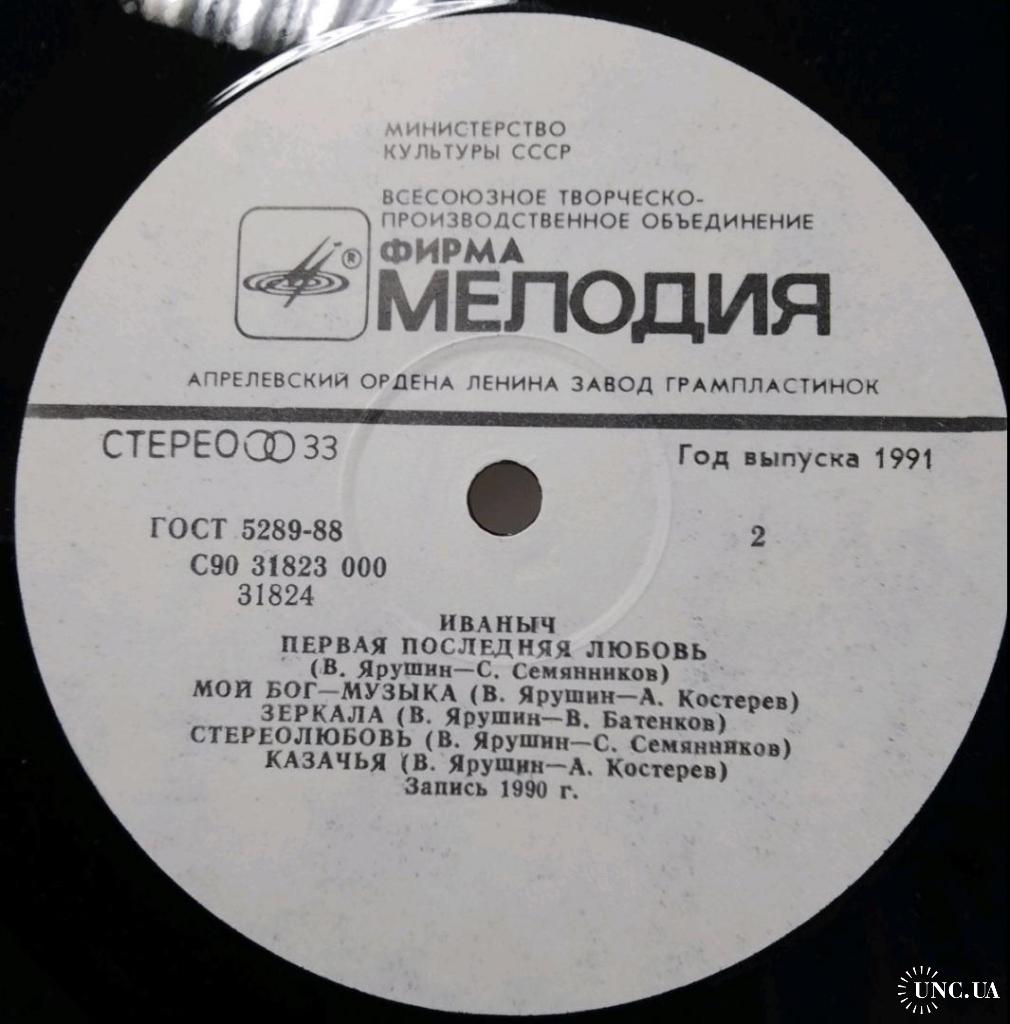 МИНИСТЕРСТВО
КУЛЬТУРЫ СССР
ВСЕСОЮЗНОЕ ТВОРЧЕСКО-
ПРОИЗВОДСТВЕННОЕ ОБЪЕДИНЕНИЕ
®
ФИРМА
МЕЛОДИЯ
АПРЕЛЕВСКИЙ ОРДЕНА ЛЕНИНА ЗАВОД ГРАМПЛАСТИНОК
СТЕРЕО 33
Год выпуска 1991
ГОСТ 5289-88
2
С90 31823 000
31824
ИВАНЫЧ
ПЕРВАЯ ПОСЛЕДНЯЯ ЛЮБОВЬ
(В. Ярушин—С. Семянников)
МОЙ БОГ—МУЗЫКА (В. Ярушин—А. Костерев)
ЗЕРКАЛА (В. Ярушин—В. Батенков)
СТЕРЕОЛЮБОВЬ (В. Ярушин—С. Семянников)
КАЗАЧЬЯ (В. Ярушин—А. Костерев)
Запись 1990 г.
UNC.UA